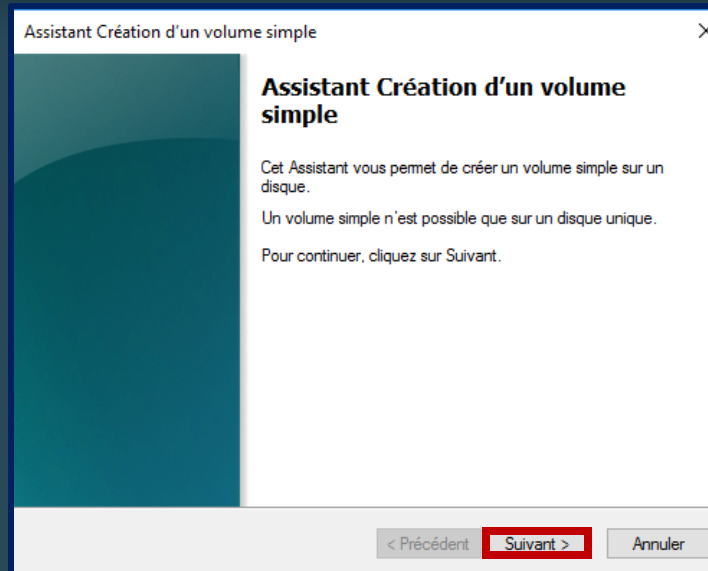 Assistant Création d'un volume simple
Assistant Création d'un volume
simple
Cet Assistant vous permet de créer un volume simple sur un
disque.
Un volume simple n'est possible que sur un disque unique.
Pour continuer, cliquez sur Suivant.
< Précédent Suivant > Annuler